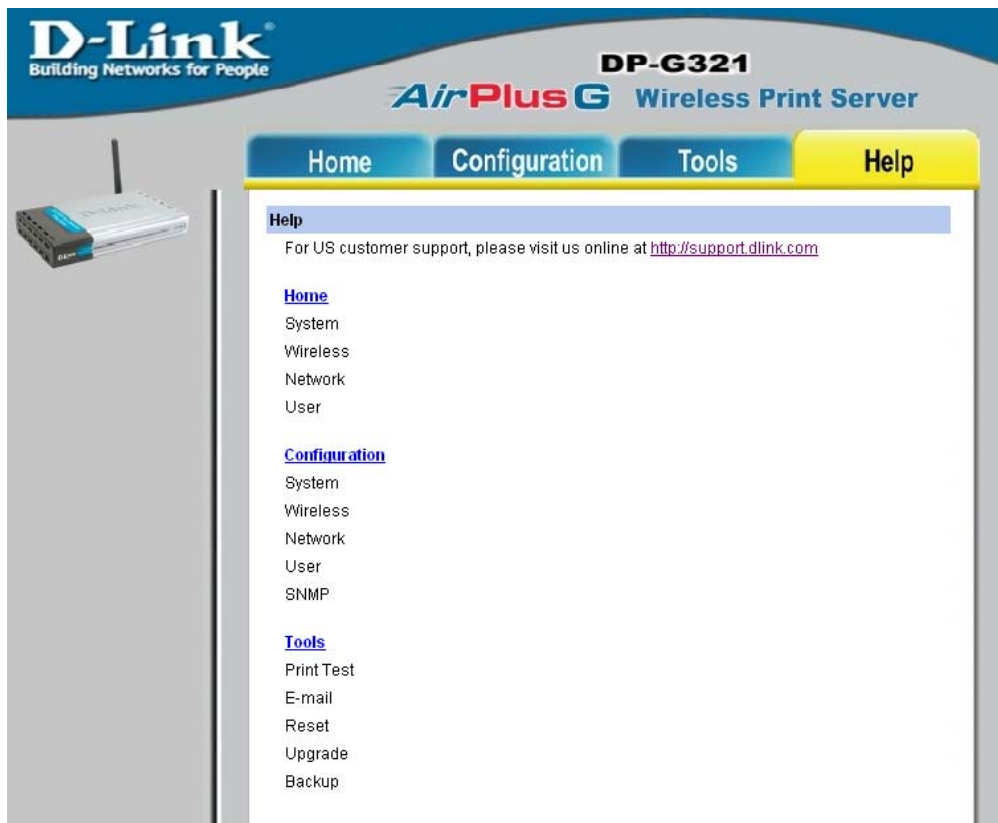 D-Link®
Building Networks for People
DP-G321
AirPlus G Wireless Print Server
Home Configuration Tools Help
D-Link
Help
For US customer support, please visit us online at http://support.dlink.com
Home
System
Wireless
Network
User
Configuration
System
Wireless
Network
User
SNMP
Tools
Print Test
E-mail
Reset
Upgrade
Backup